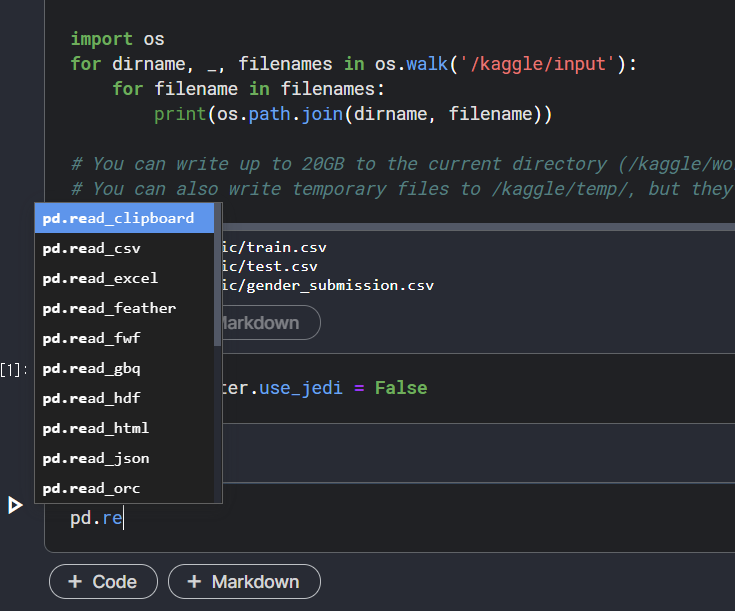 import os
for dirname, _, filenames in os.walk('/kaggle/input'):
    for filename in filenames:
        print(os.path.join(dirname, filename))
# You can write up to 20GB to the current directory (/kaggle/wo
# You can also write temporary files to /kaggle/temp/, but they
pd.read_clipboard
pd.read_csv
pd.read_excel
pd.read_feather
pd.read_fwf
pd.read_gbq
pd.read_hdf
pd.read_html
pd.read_json
pd.read_orc
ic/train.csv
ic/test.csv
ic/gender_submission.csv
Markdown
[1]:
ter.use_jedi = False
pd.re
+ Code
+ Markdown